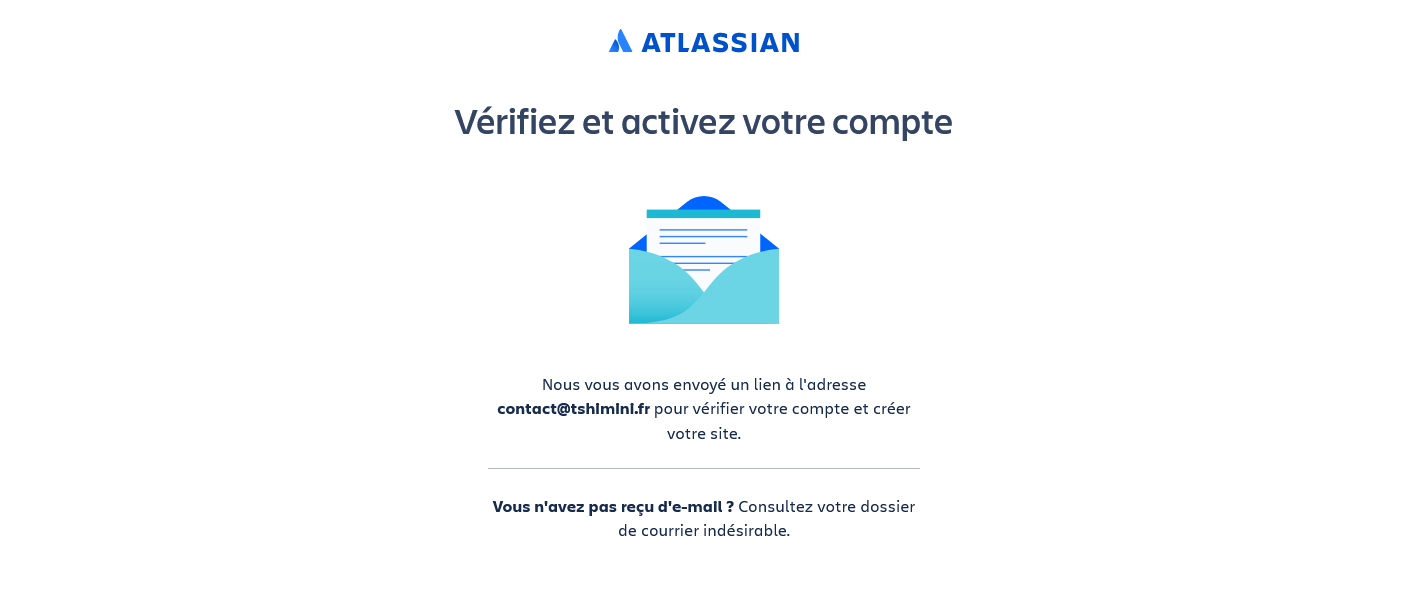 ATLASSIAN
Vérifiez et activez votre compte
Nous vous avons envoyé un lien à l'adresse
contact@tshimini.fr pour vérifier votre compte et créer
votre site.
Vous n'avez pas reçu d'e-mail ? Consultez votre dossier
de courrier indésirable.